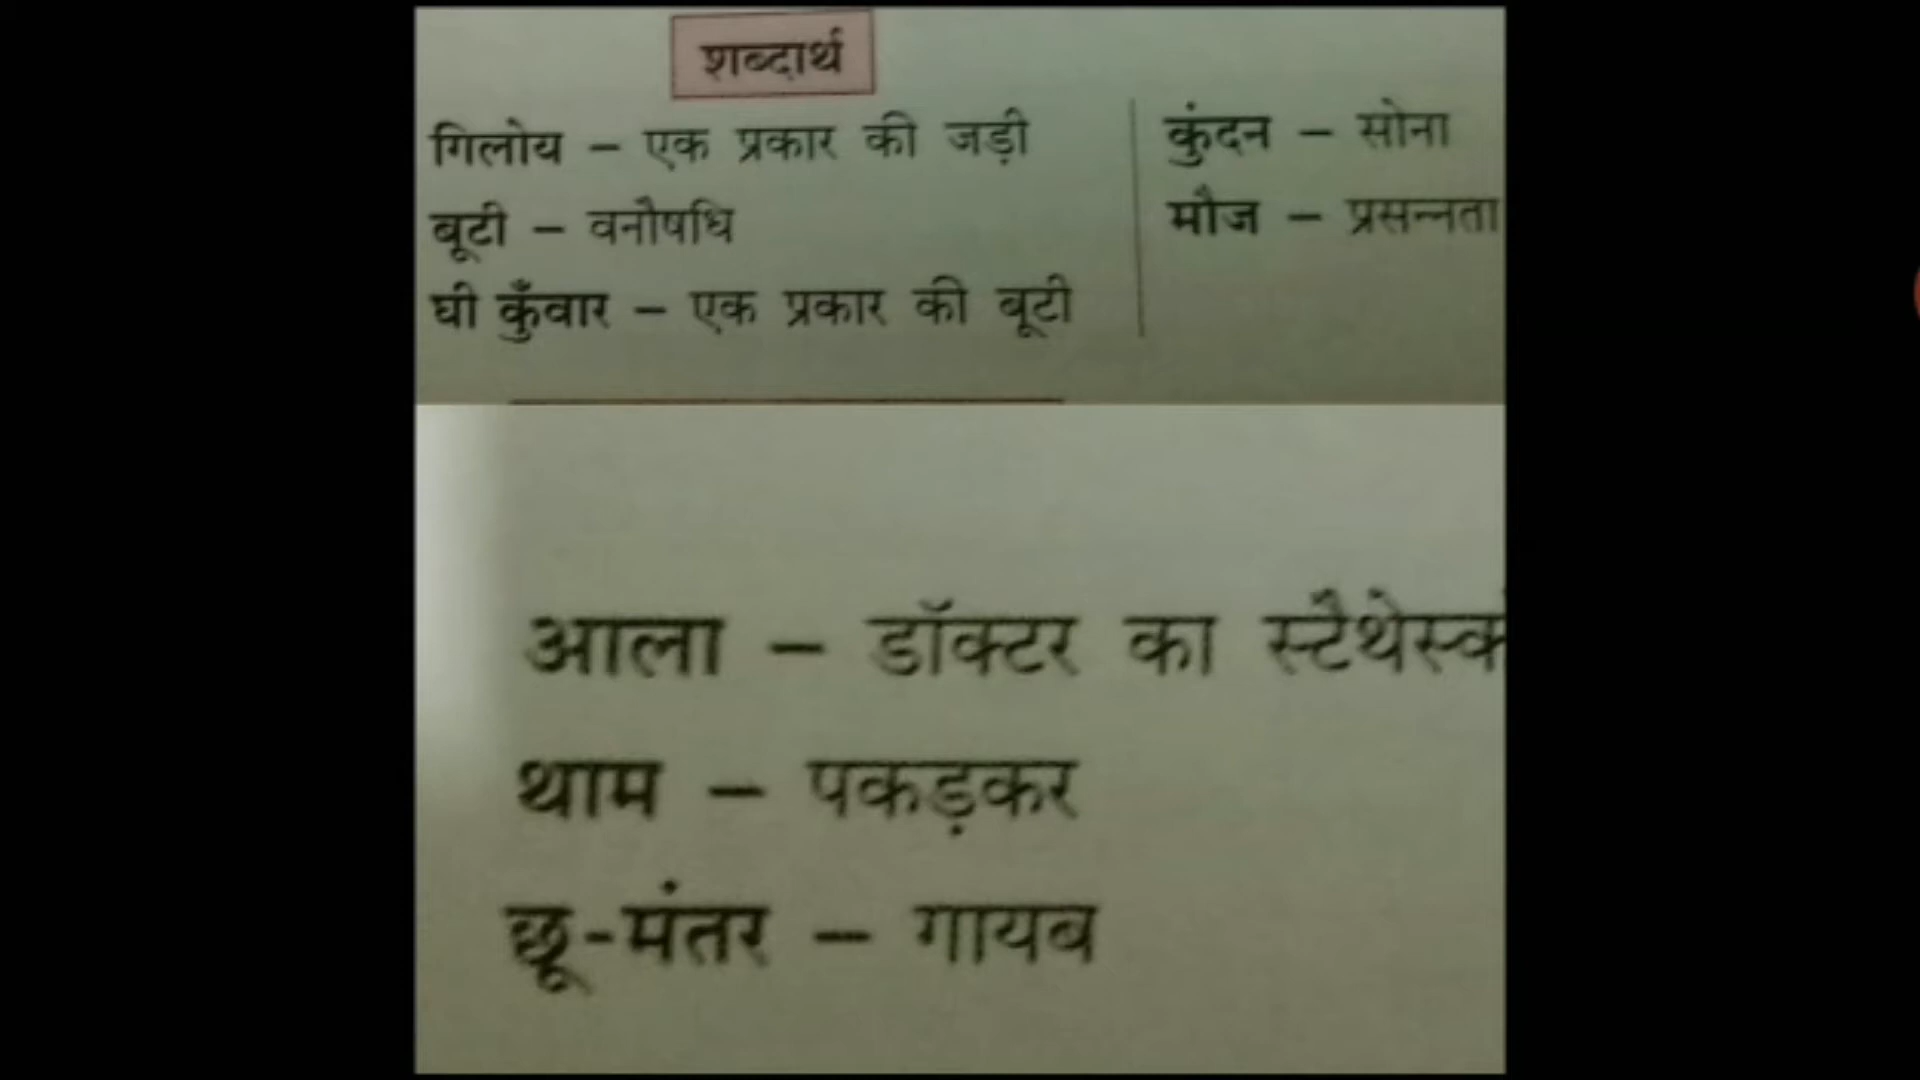 शब्दार्थ
गिलोय – एक प्रकार की जड़ी
बूटी – वनौषधि
घी कुँवार – एक प्रकार की बूटी
कुंदन – सोना
मौज – प्रसन्नता
आला – डॉक्टर का
थाम – पकड़कर
छू-मंतर – गायब